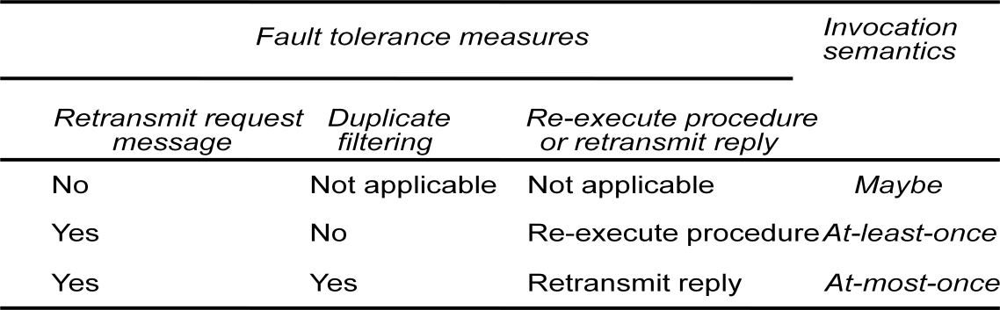 Fault tolerance measures
Invocation
semantics
Retransmit request
message
Duplicate
filtering
Re-execute procedure
or retransmit reply
No Not applicable Not applicable Maybe
Yes No Re-execute procedure At-least-once
Yes Yes Retransmit reply At-most-once